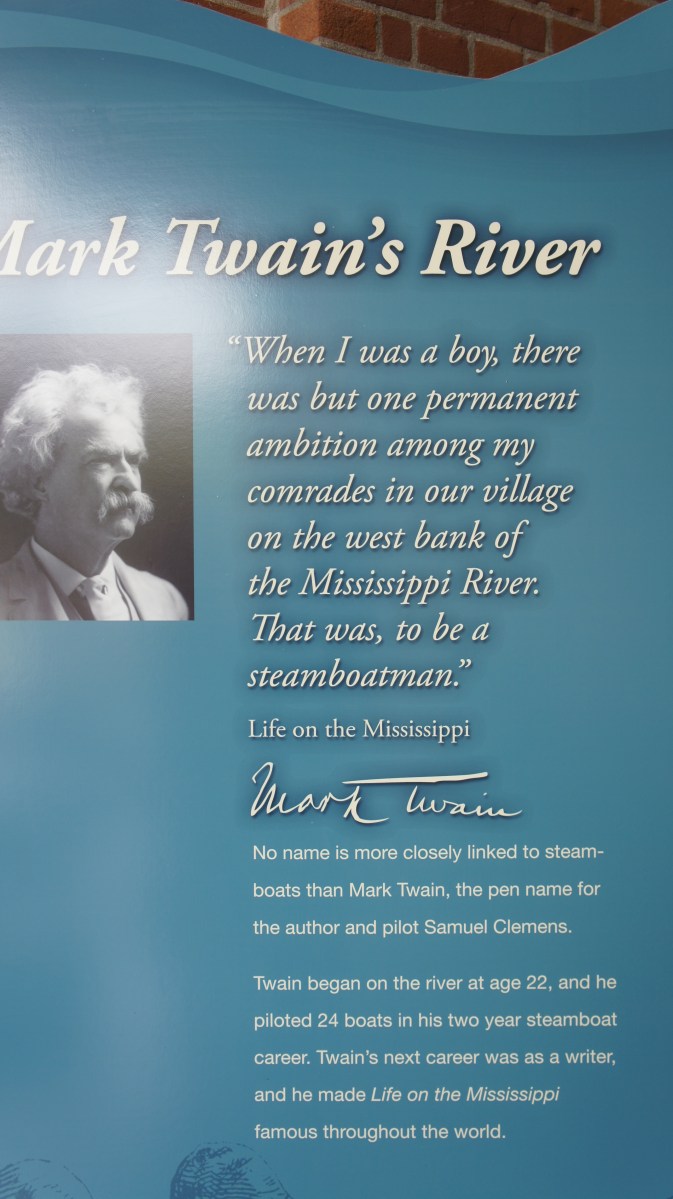 Mark Twain's River
"When I was a boy, there
was but one permanent
ambition among my
comrades in our village
on the west bank of
the Mississippi River.
That was, to be a
steamboatman."
Life on the Mississippi
Mark Twain
No name is more closely linked to steam-
boats than Mark Twain, the pen name for
the author and pilot Samuel Clemens.
Twain began on the river at age 22, and he
piloted 24 boats in his two year steamboat
career. Twain's next career was as a writer,
and he made Life on the Mississippi
famous throughout the world.